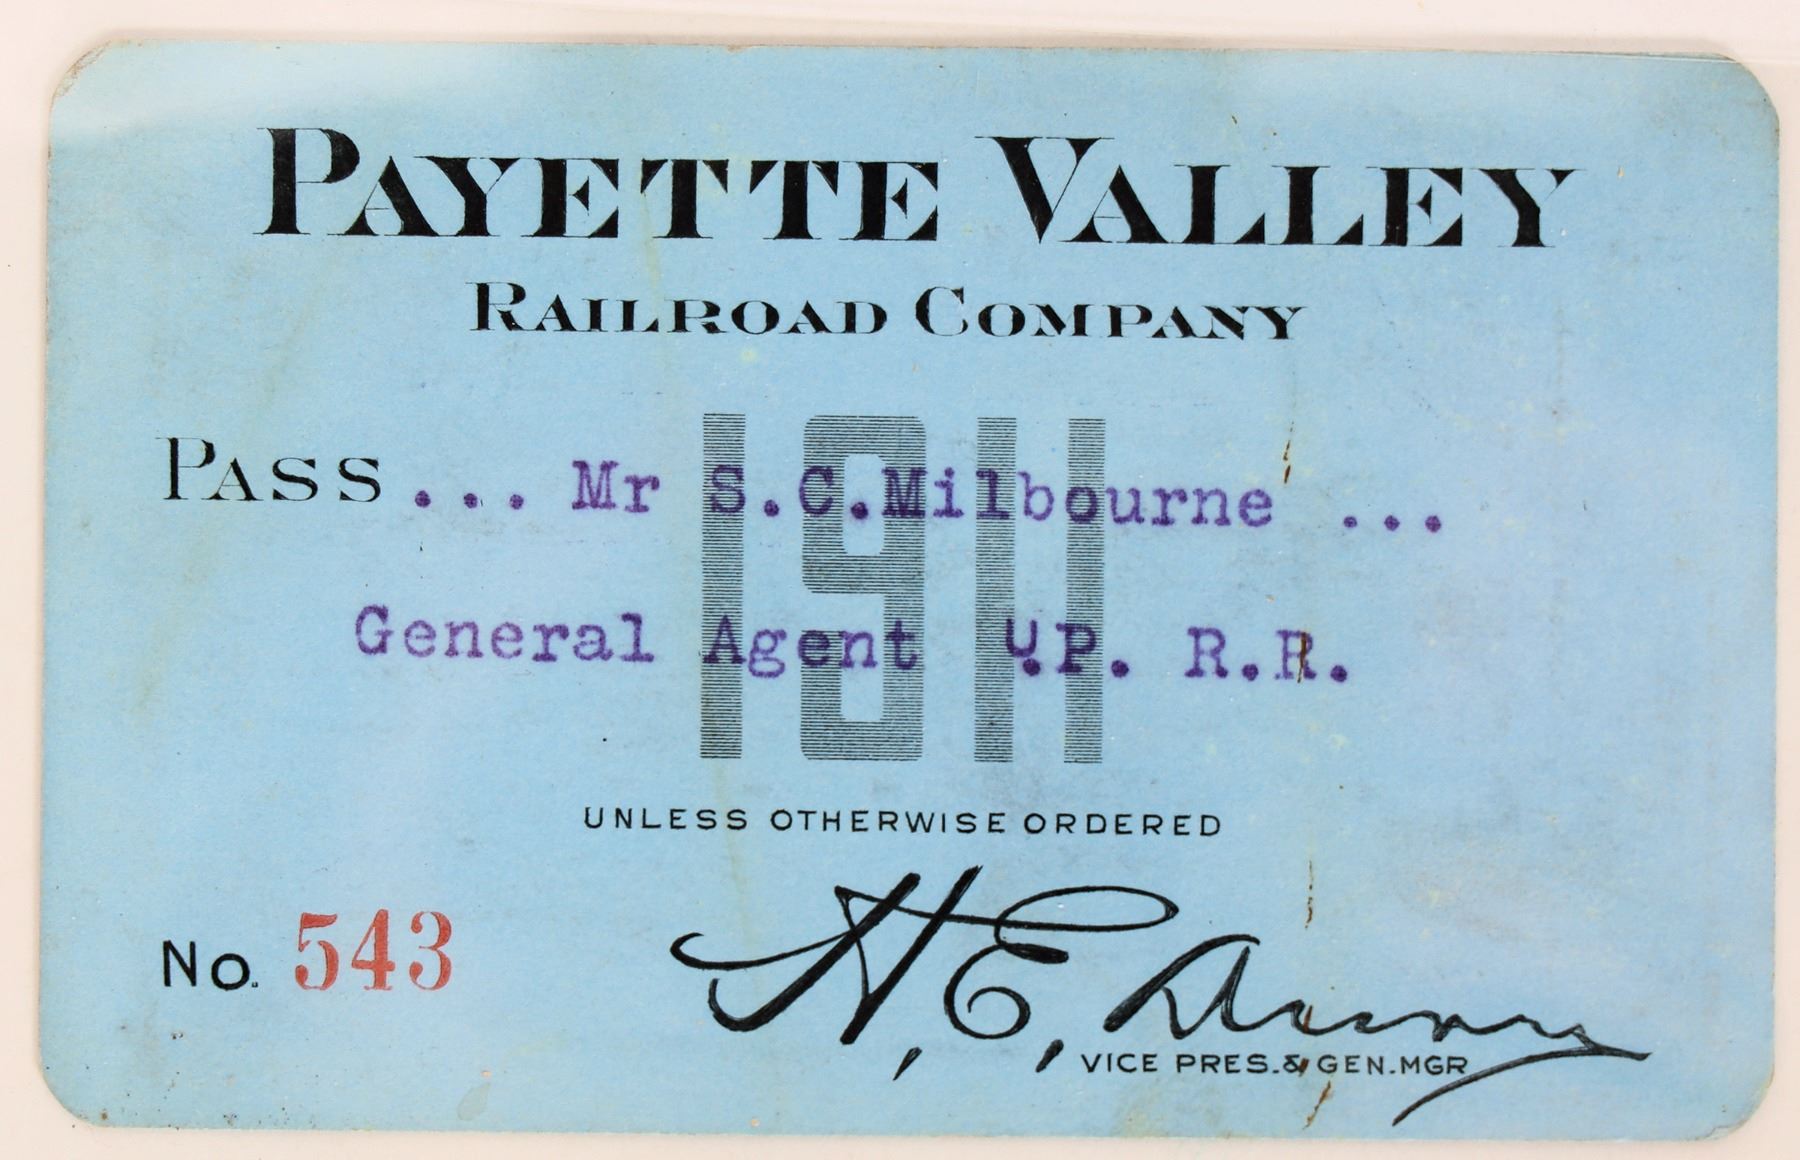 PAYETTE VALLEY
RAILROAD COMPANY
1911
PASS ... Mr S.C.Milbourne ...
General Agent U.P. R.R.
UNLESS OTHERWISE ORDERED
No. 543
H, E,
VICE PRES. & GEN. MGR